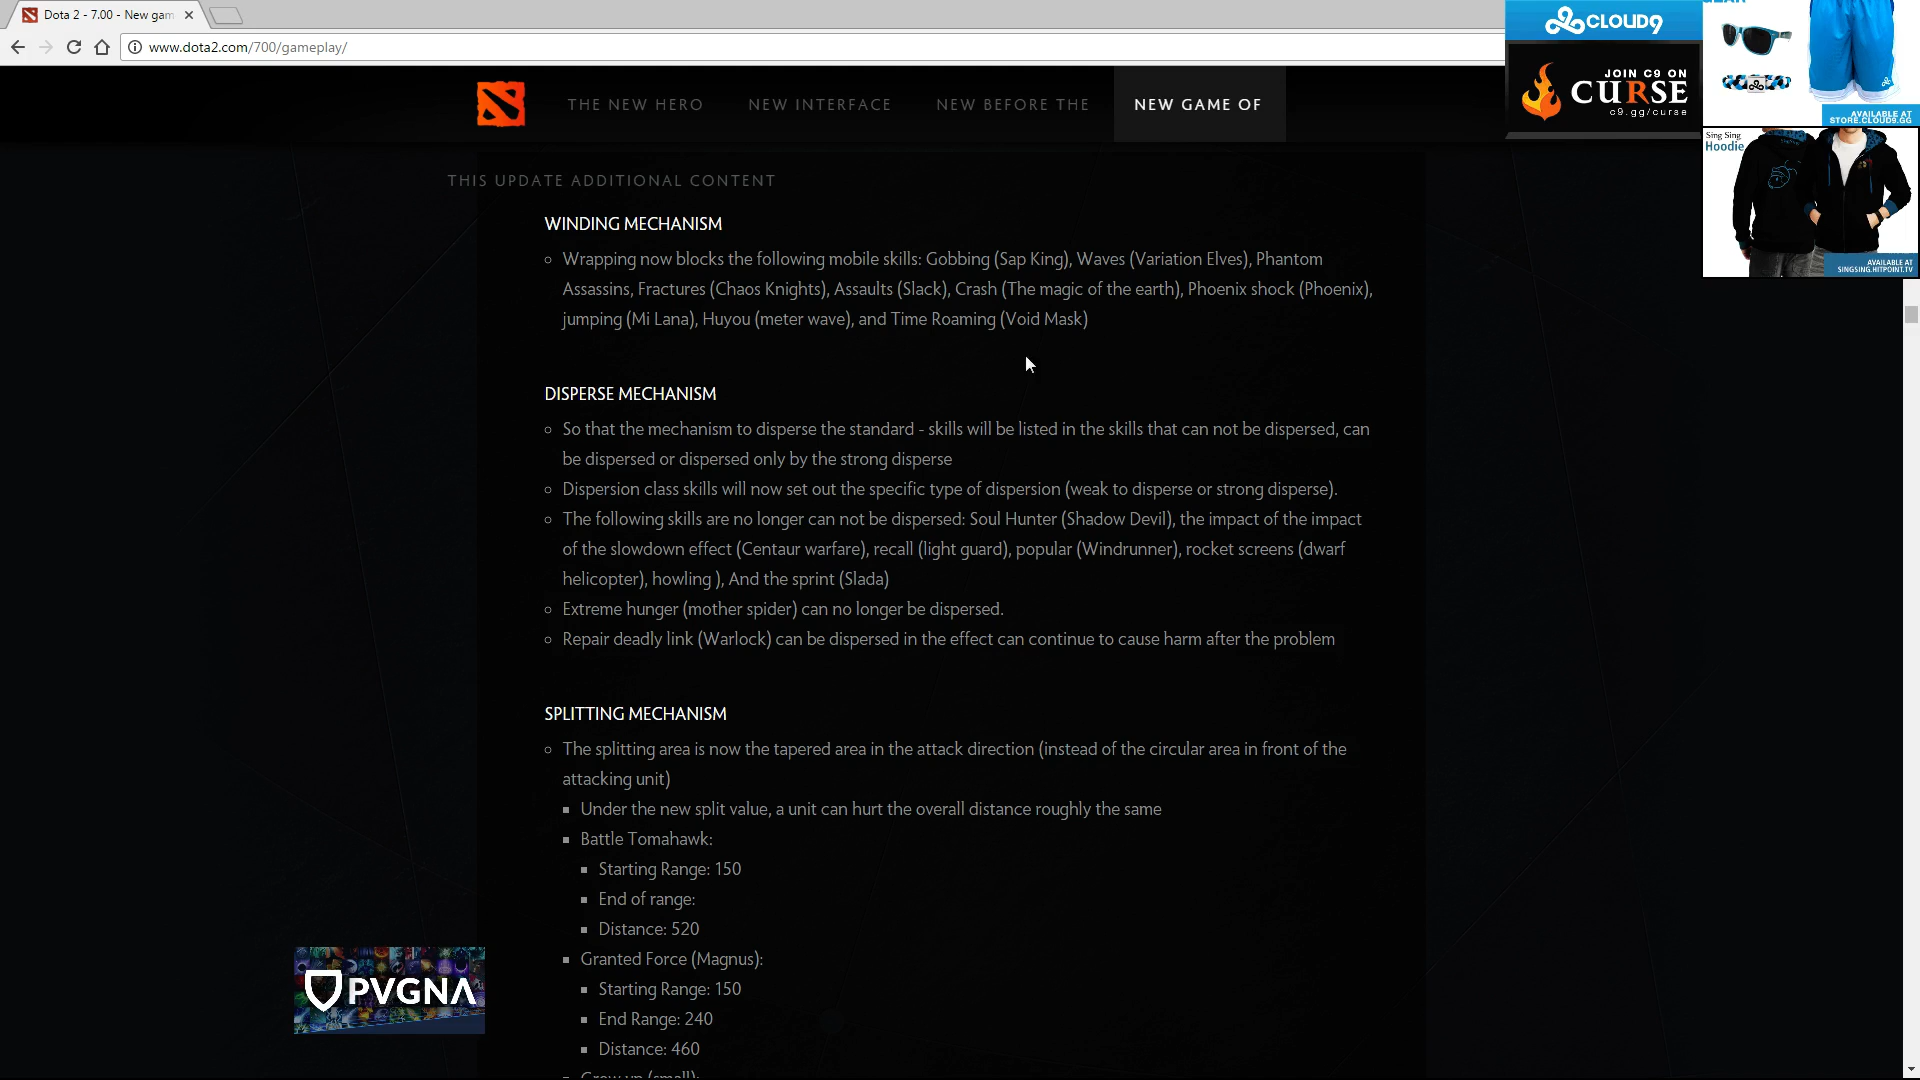 Dota 2 - 7.00 - New gam
www.dota2.com/700/gameplay/
CLOUD9
JOIN C9 ON
CURSE
c9.gg/curse
AVAILABLE AT
STORE.CLOUD9.GG
Sing Sing
Hoodie
AVAILABLE AT
SINGSING.HITPOINT.TV
THE NEW HERO
NEW INTERFACE
NEW BEFORE THE
NEW GAME OF
THIS UPDATE ADDITIONAL CONTENT
WINDING MECHANISM
Wrapping now blocks the following mobile skills: Gobbing (Sap King), Waves (Variation Elves), Phantom
Assassins, Fractures (Chaos Knights), Assaults (Slack), Crash (The magic of the earth), Phoenix shock (Phoenix),
jumping (Mi Lana), Huyou (meter wave), and Time Roaming (Void Mask)
DISPERSE MECHANISM
So that the mechanism to disperse the standard - skills will be listed in the skills that can not be dispersed, can
be dispersed or dispersed only by the strong disperse
Dispersion class skills will now set out the specific type of dispersion (weak to disperse or strong disperse).
The following skills are no longer can not be dispersed: Soul Hunter (Shadow Devil), the impact of the impact
of the slowdown effect (Centaur warfare), recall (light guard), popular (Windrunner), rocket screens (dwarf
helicopter), howling ), And the sprint (Slada)
Extreme hunger (mother spider) can no longer be dispersed.
Repair deadly link (Warlock) can be dispersed in the effect can continue to cause harm after the problem
SPLITTING MECHANISM
The splitting area is now the tapered area in the attack direction (instead of the circular area in front of the
attacking unit)
Under the new split value, a unit can hurt the overall distance roughly the same
Battle Tomahawk:
Starting Range: 150
End of range:
Distance: 520
Granted Force (Magnus):
Starting Range: 150
End Range: 240
Distance: 460
PVGNA